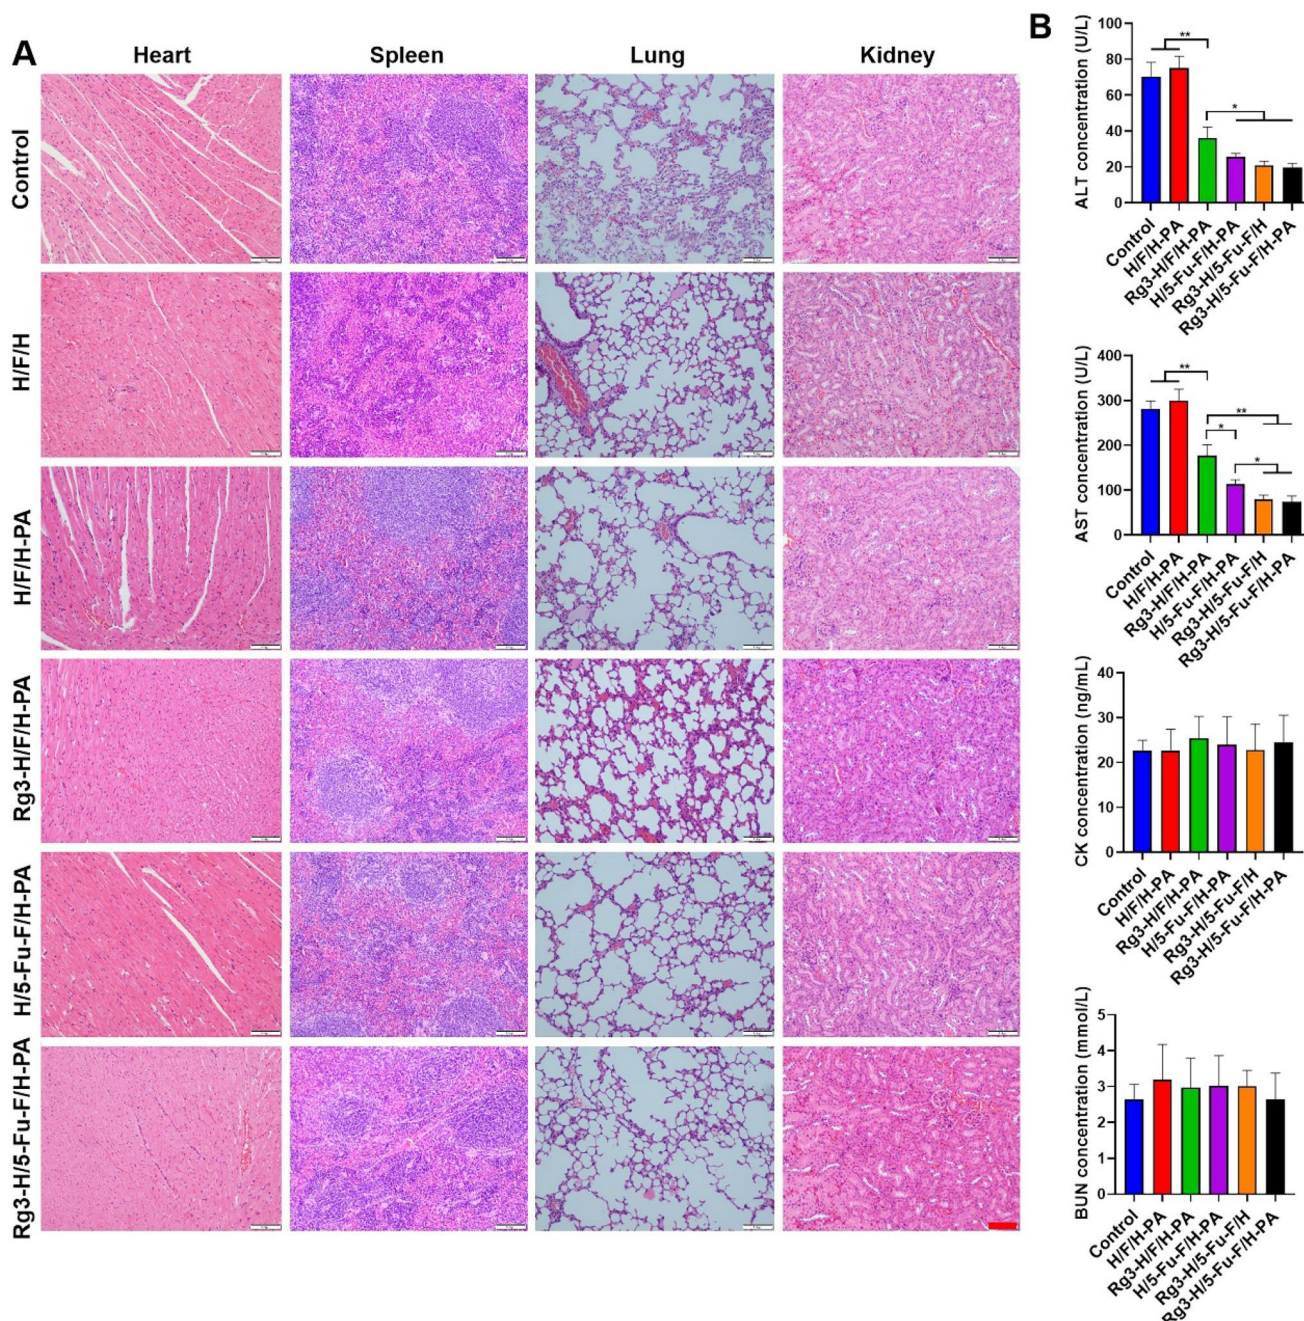 A
Heart
Spleen
Lung
Kidney
Control
H/F/H
H/F/H-PA
Rg3-H/F/H-PA
H/5-Fu-F/H-PA
Rg3-H/5-Fu-F/H-PA
B
ALT concentration (U/L)
100
80
60
40
20
0
**
*
Control
H/F/H-PA
Rg3-H/F/H-PA
H/5-Fu-F/H-PA
Rg3-H/5-Fu-F/H
Rg3-H/5-Fu-F/H-PA
AST concentration (U/L)
400
300
200
100
0
**
**
*
*
Control
H/F/H-PA
Rg3-H/F/H-PA
H/5-Fu-F/H-PA
Rg3-H/5-Fu-F/H
Rg3-H/5-Fu-F/H-PA
CK concentration (ng/mL)
40
30
20
10
0
Control
H/F/H-PA
Rg3-H/F/H-PA
H/5-Fu-F/H-PA
Rg3-H/5-Fu-F/H
Rg3-H/5-Fu-F/H-PA
BUN concentration (mmol/L)
5
4
3
2
1
0
Control
H/F/H-PA
Rg3-H/F/H-PA
H/5-Fu-F/H-PA
Rg3-H/5-Fu-F/H
Rg3-H/5-Fu-F/H-PA